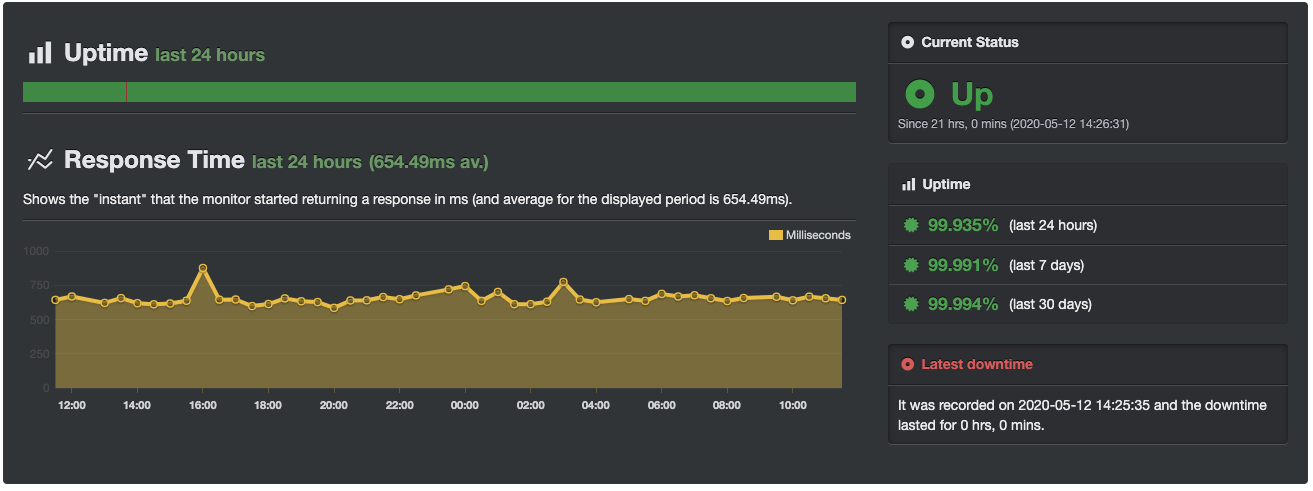 Uptime last 24 hours
Response Time last 24 hours (654.49ms av.)
Shows the "instant" that the monitor started returning a response in ms (and average for the displayed period is 654.49ms).
Milliseconds
1000
750
500
250
0
12:00 14:00 16:00 18:00 20:00 22:00 00:00 02:00 04:00 06:00 08:00 10:00
Current Status
Up
Since 21 hrs, 0 mins (2020-05-12 14:26:31)
Uptime
99.935% (last 24 hours)
99.991% (last 7 days)
99.994% (last 30 days)
Latest downtime
It was recorded on 2020-05-12 14:25:35 and the downtime
lasted for 0 hrs, 0 mins.